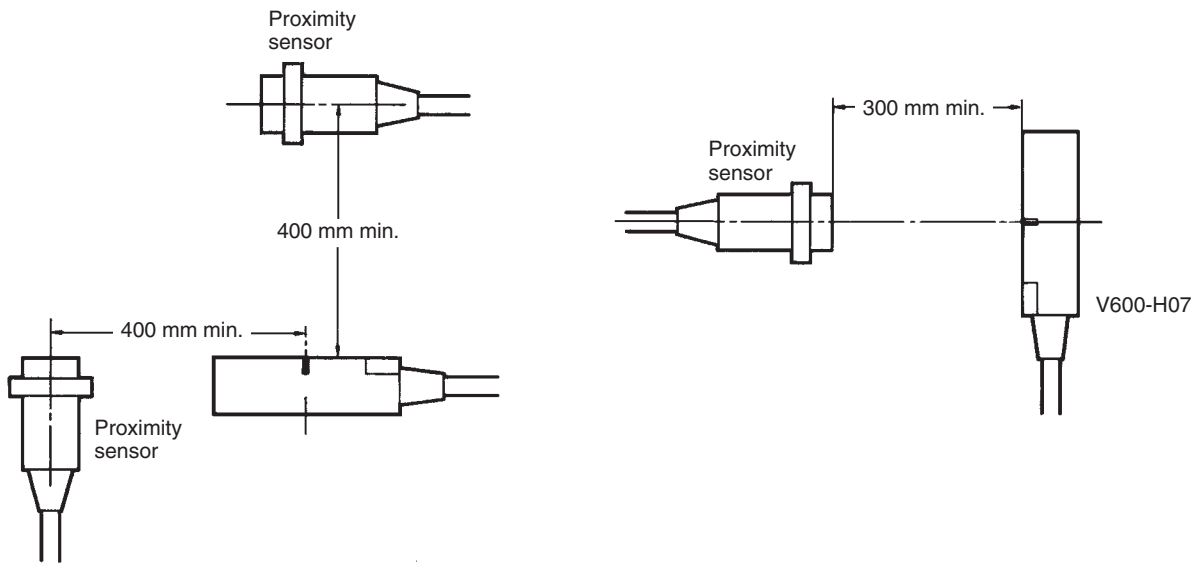 Proximity
sensor
400 mm min.
400 mm min.
Proximity
sensor
300 mm min.
Proximity
sensor
V600-H07